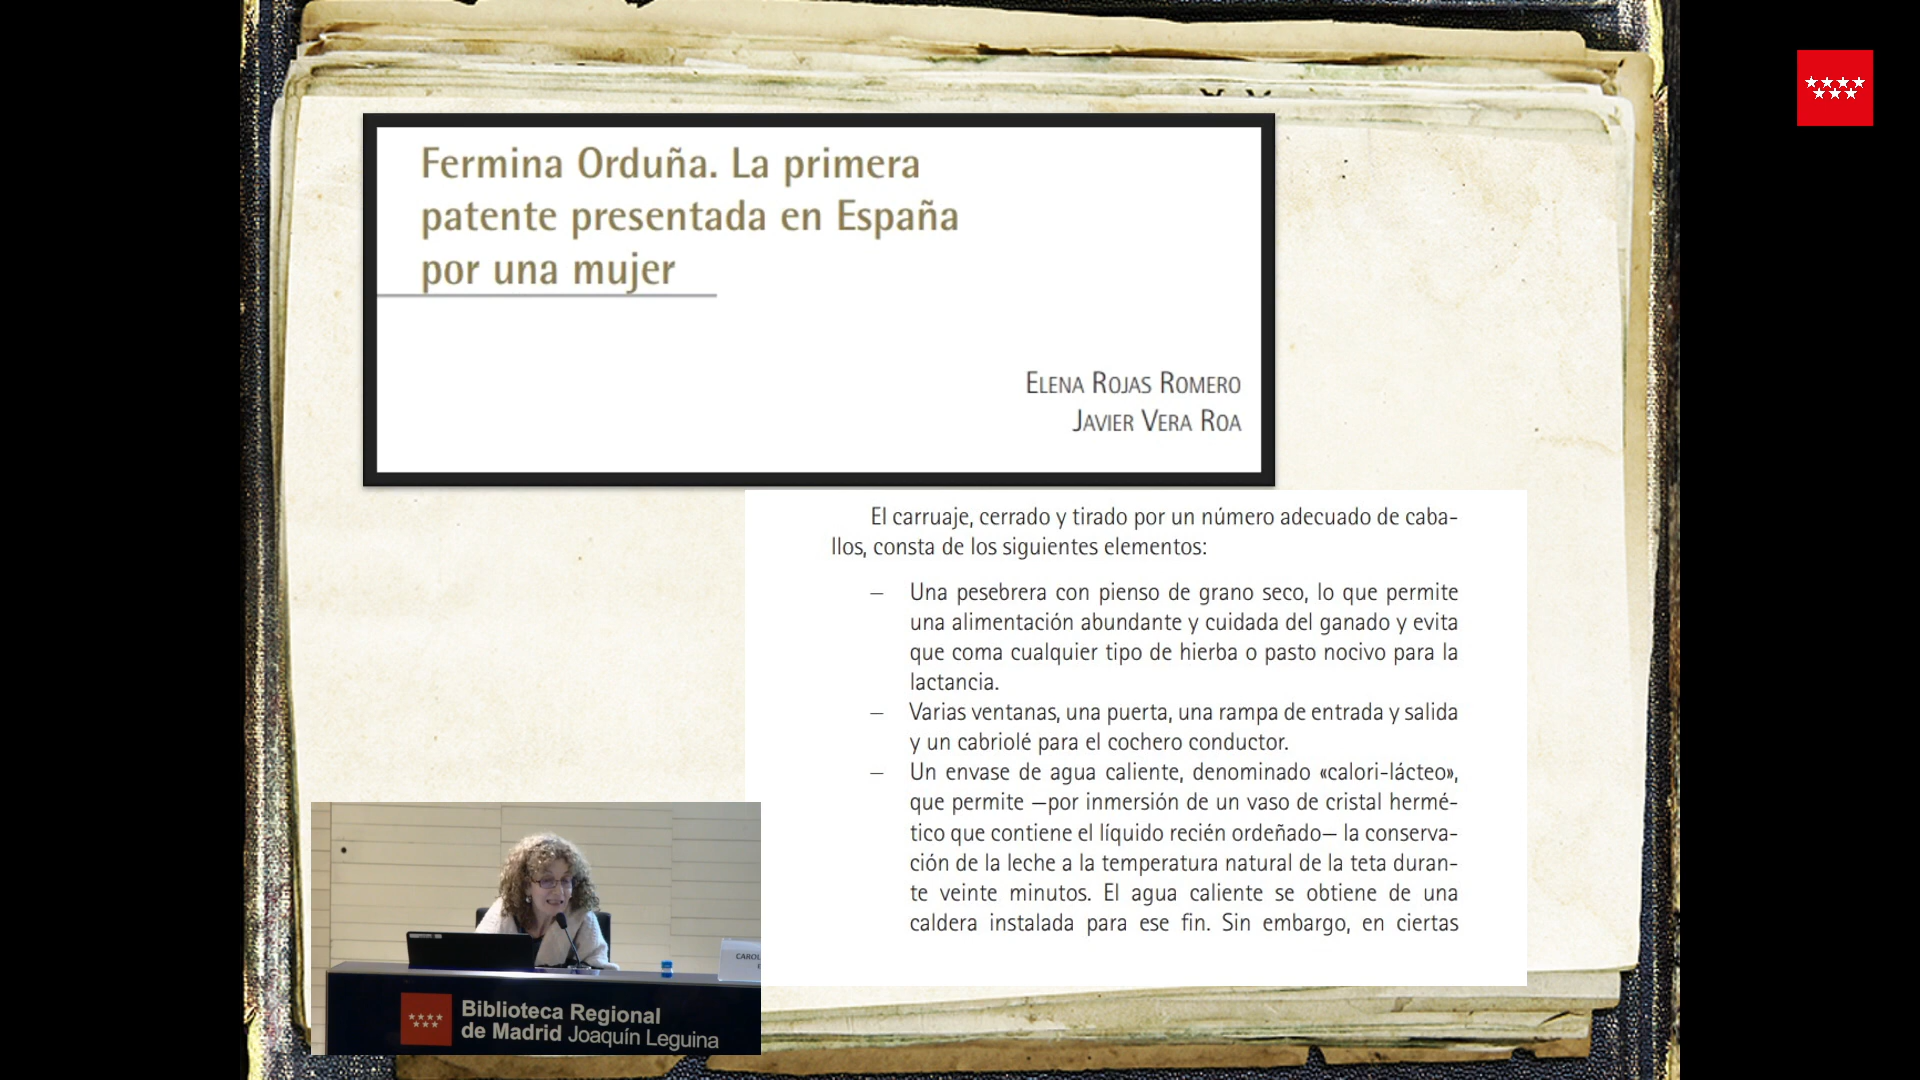 Fermina Orduña. La primera
patente presentada en España
por una mujer
ELENA ROJAS ROMERO
JAVIER VERA ROA
El carruaje, cerrado y tirado por un número adecuado de caba-
llos, consta de los siguientes elementos:
– Una pesebrera con pienso de grano seco, lo que permite
una alimentación abundante y cuidada del ganado y evita
que coma cualquier tipo de hierba o pasto nocivo para la
lactancia.
– Varias ventanas, una puerta, una rampa de entrada y salida
y un cabriolé para el cochero conductor.
– Un envase de agua caliente, denominado «calori-lácteo»,
que permite —por inmersión de un vaso de cristal hermé-
tico que contiene el líquido recién ordeñado— la conserva-
ción de la leche a la temperatura natural de la teta duran-
te veinte minutos. El agua caliente se obtiene de una
caldera instalada para ese fin. Sin embargo, en ciertas
Biblioteca Regional
de Madrid Joaquín Leguina